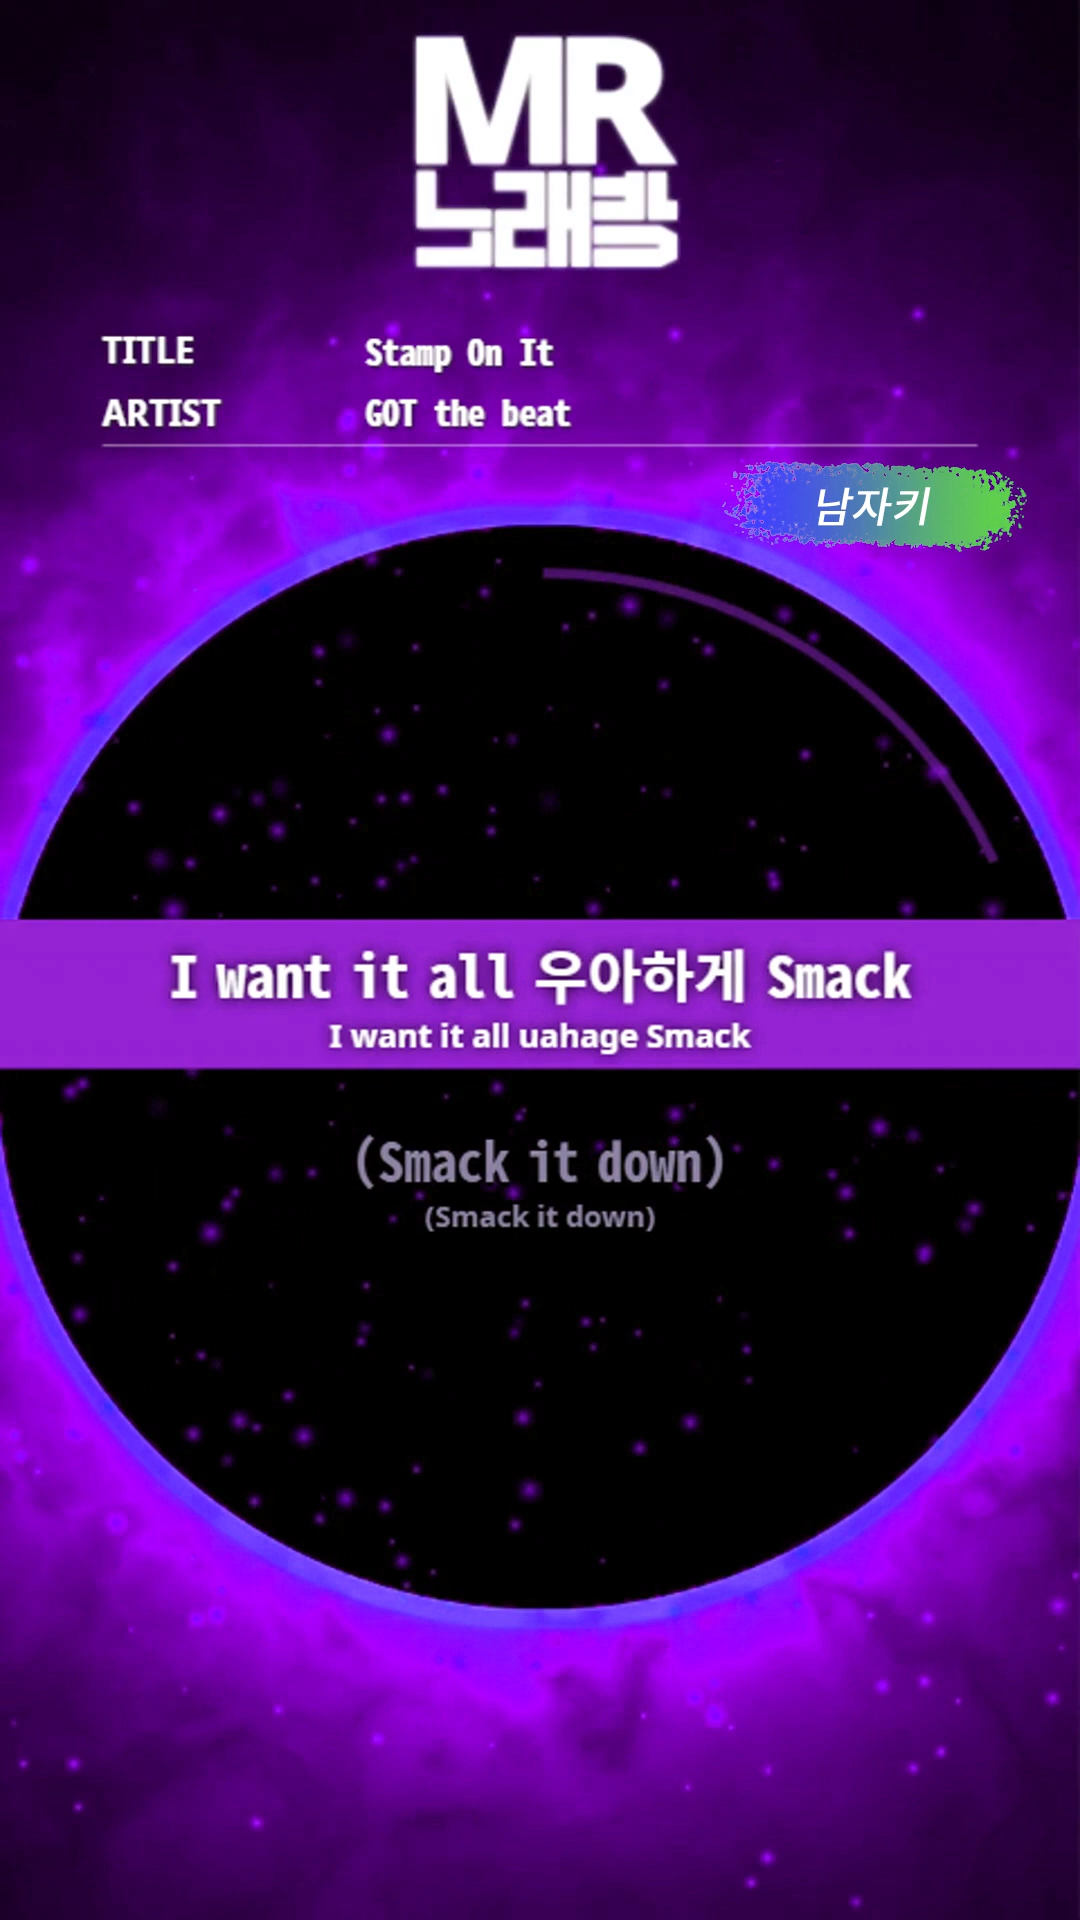 MR
노래방
TITLE Stamp On It
ARTIST GOT the beat
남자키
I want it all 우아하게 Smack
I want it all uahage Smack
(Smack it down)
(Smack it down)